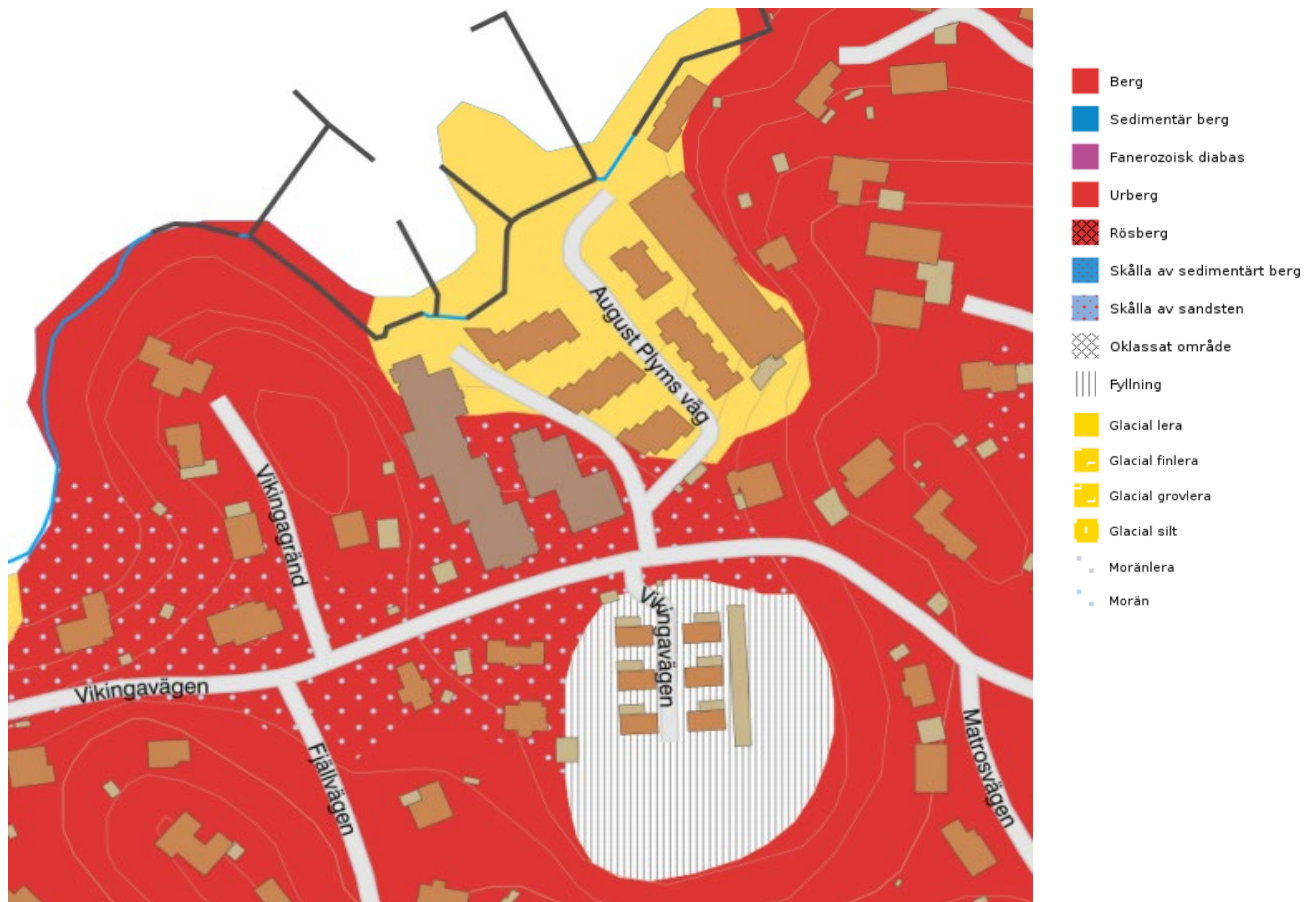 August Plyms väg
Vikingagränd
Vikingavägen
Vikingavägen
Fjällvägen
Matrosvägen
Berg
Sedimentär berg
Fanerozoisk diabas
Urberg
Rösberg
Skålla av sedimentärt berg
Skålla av sandsten
Oklassat område
Fyllning
Glacial lera
Glacial finlera
Glacial grovlera
Glacial silt
Moränlera
Morän